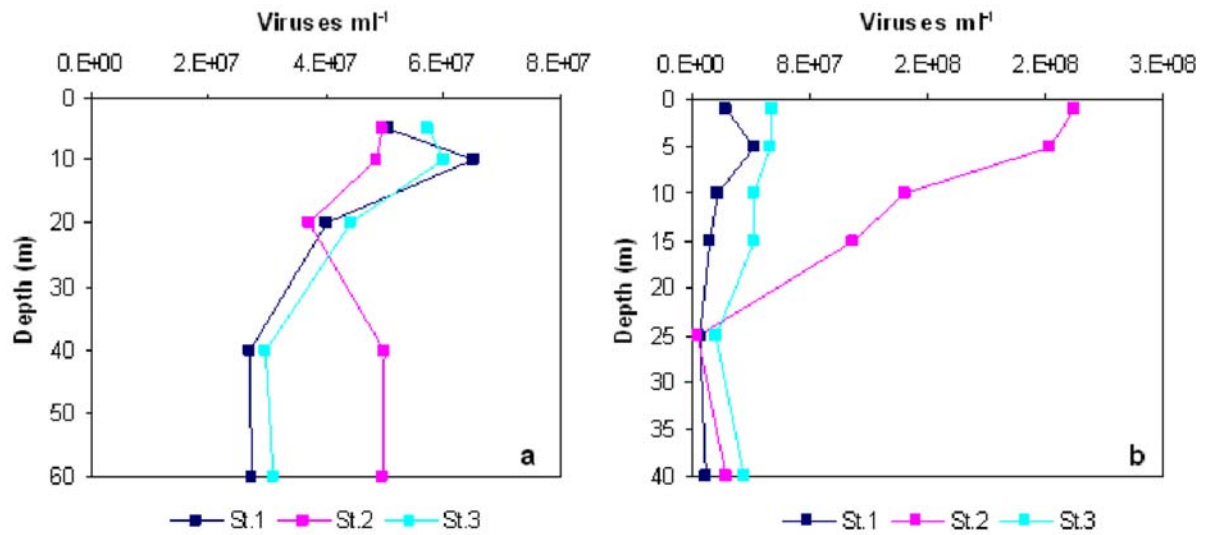 Viruses ml-1
0.E+00 2.E+07 4.E+07 6.E+07 8.E+07
0
10
20
30
40
50
60
Depth (m)
a
St.1 St.2 St.3
Viruses ml-1
0.E+00 8.E+07 2.E+08 2.E+08 3.E+08
0
5
10
15
20
25
30
35
40
Depth (m)
b
St.1 St.2 St.3